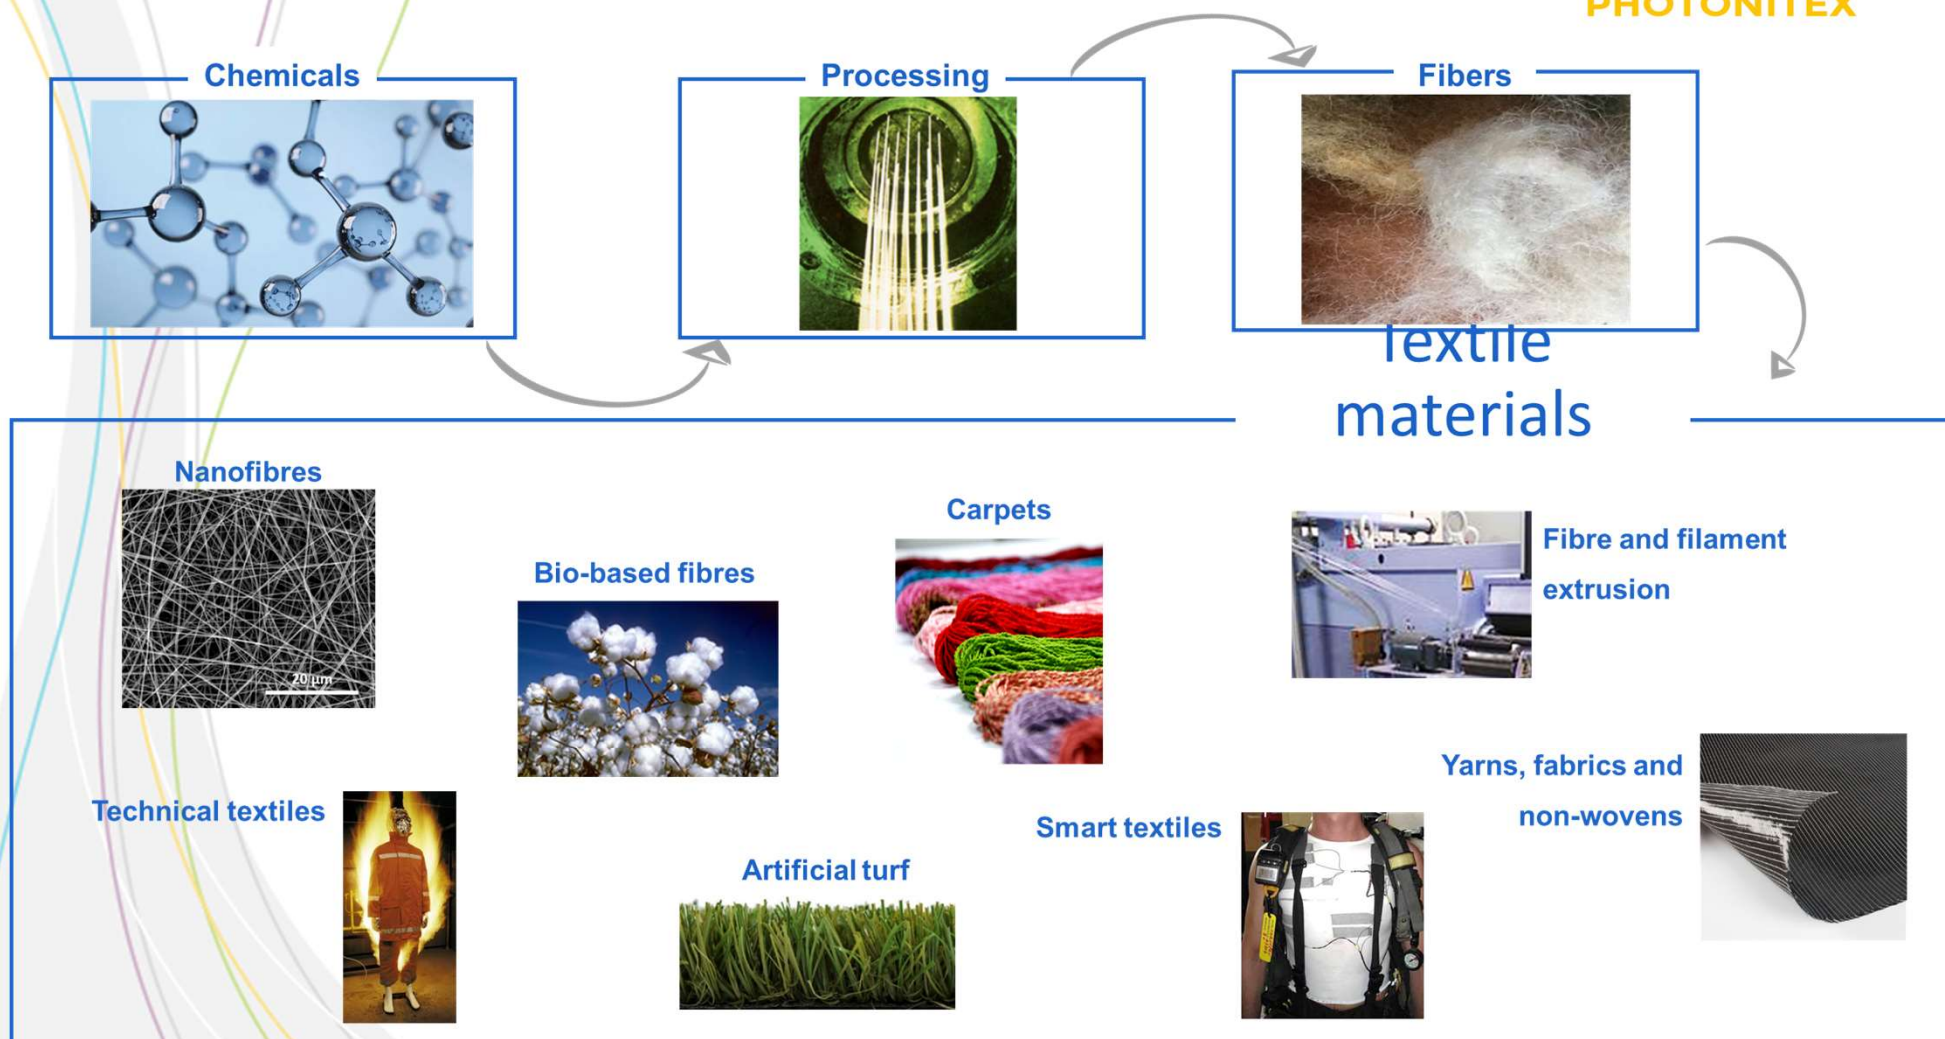 PHOTONITEX
Chemicals
Processing
Fibers
Textile
materials
Nanofibres
20 µm
Bio-based fibres
Carpets
Fibre and filament
extrusion
Technical textiles
Artificial turf
Smart textiles
Yarns, fabrics and
non-wovens